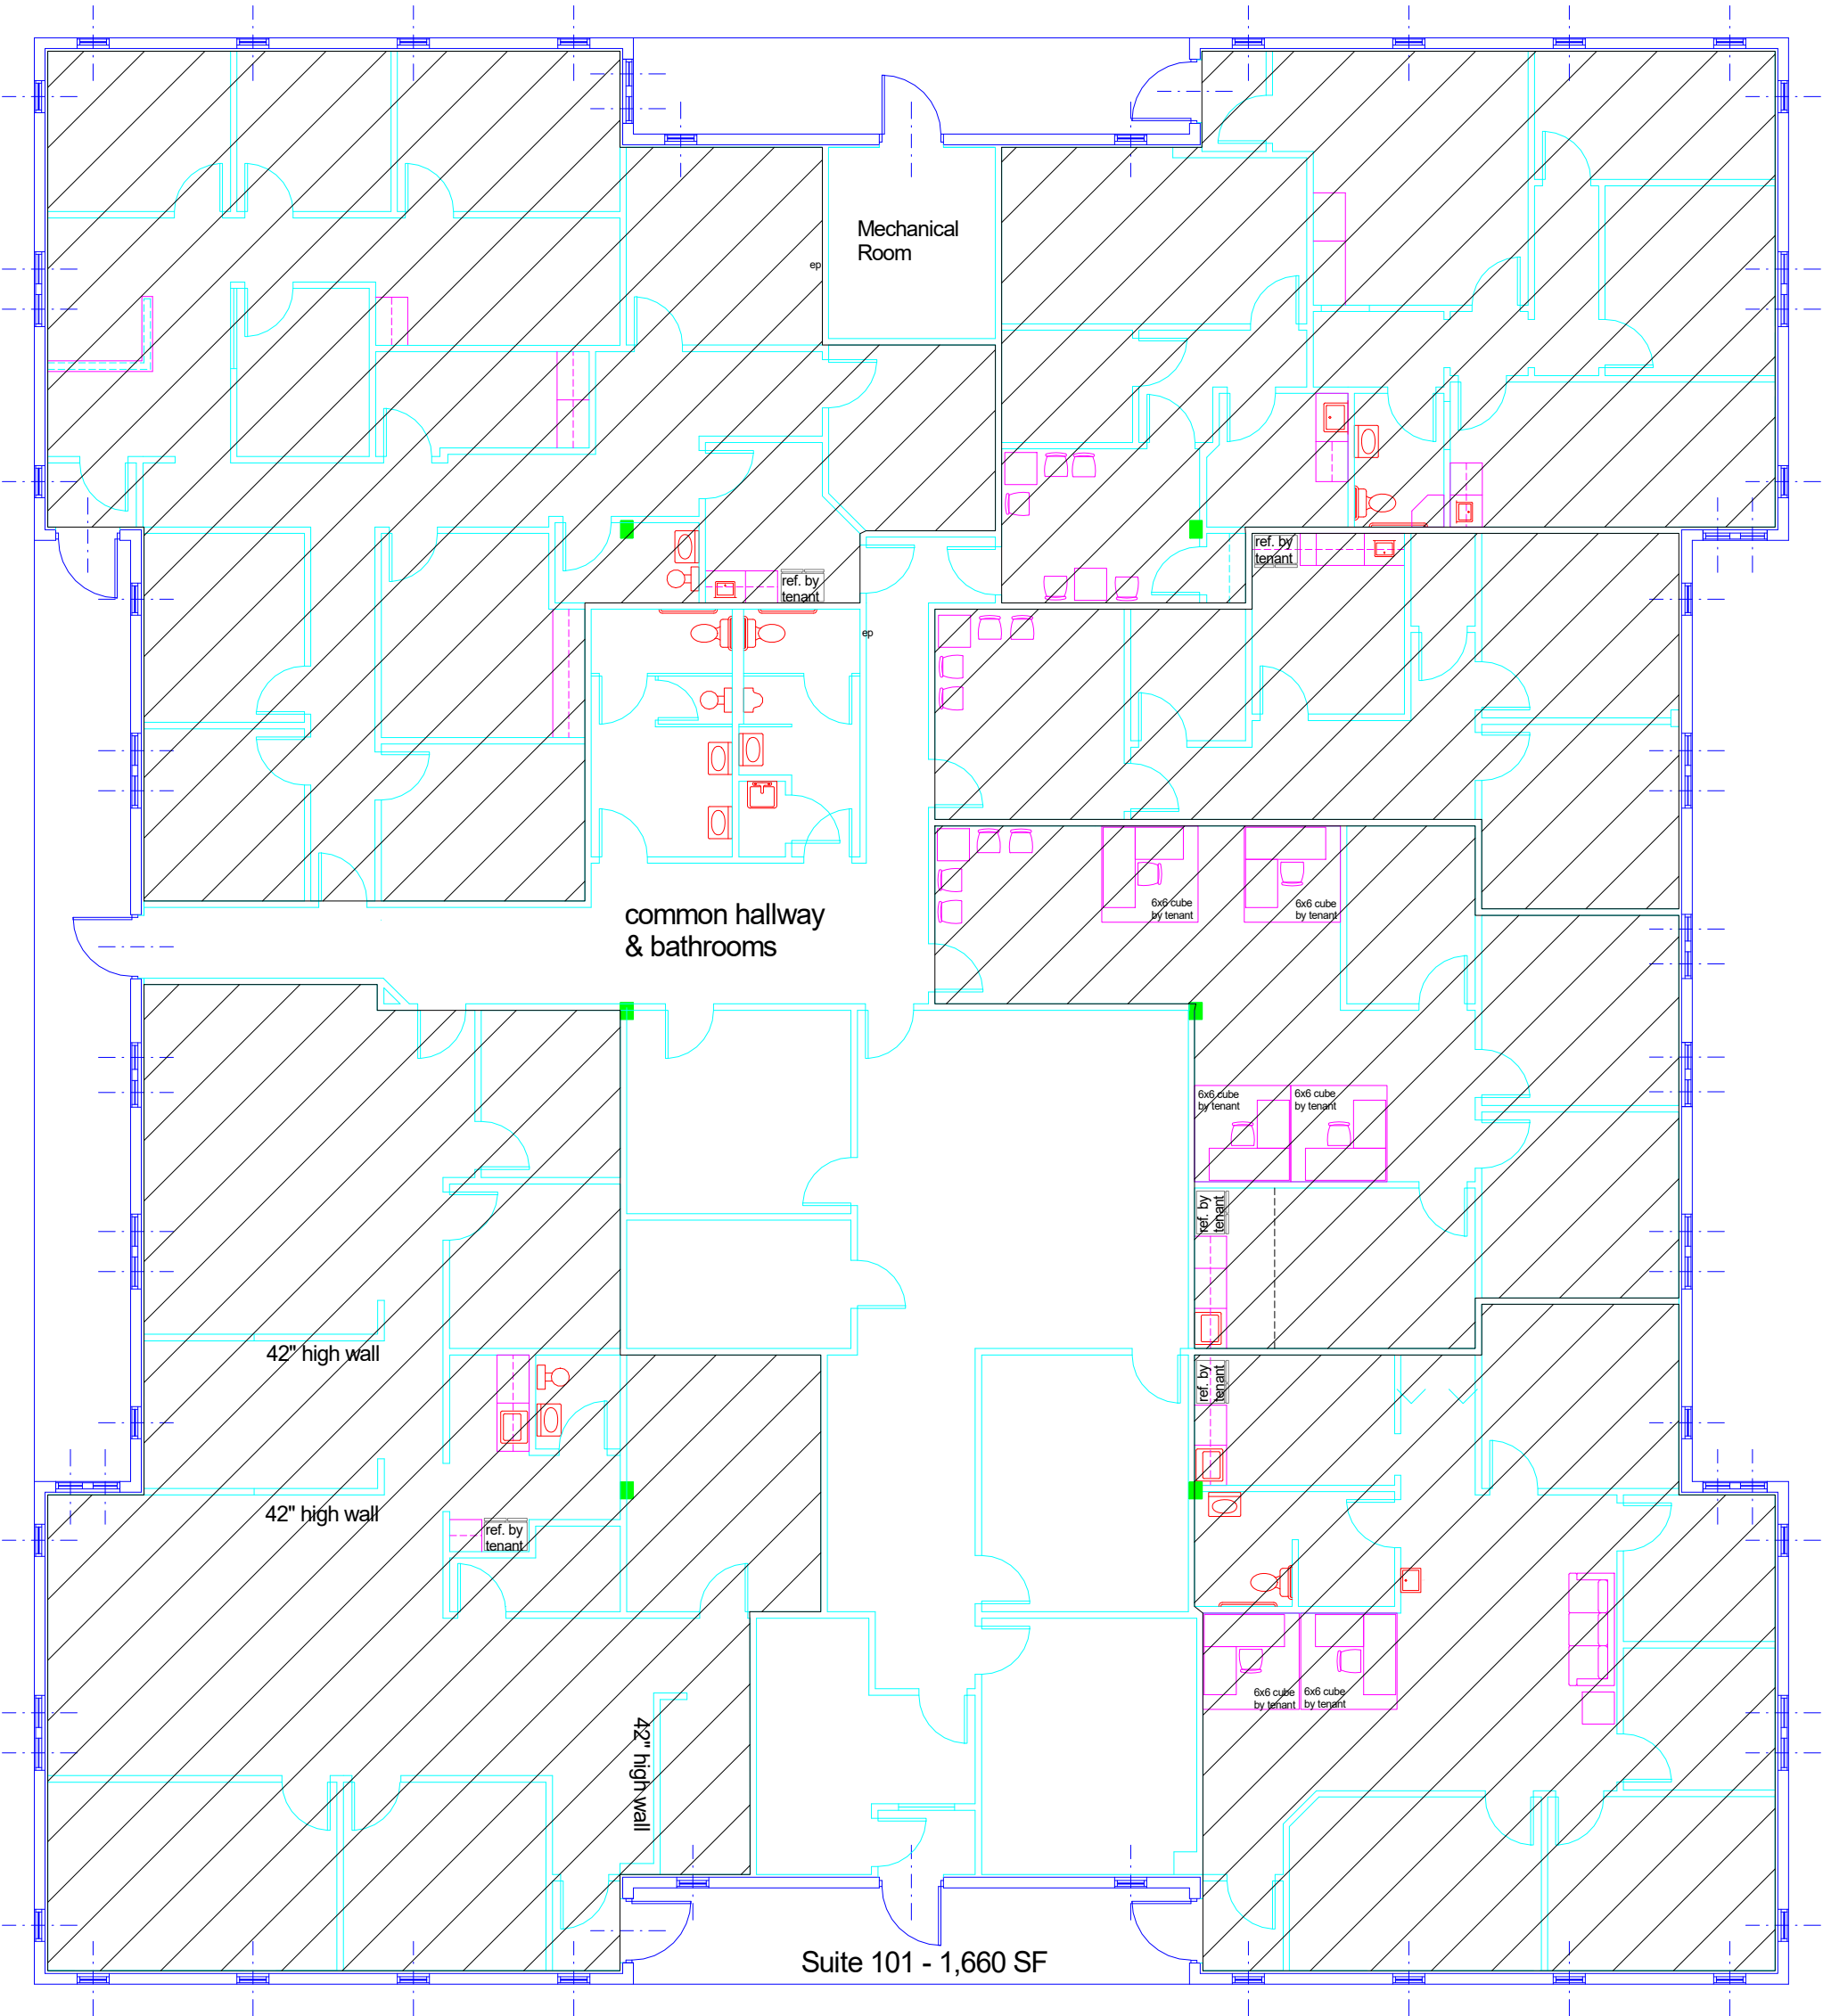 Mechanical
Room
ep
ref. by
tenant
ref. by
tenant
ep
6x6 cube
by tenant
6x6 cube
by tenant
common hallway
& bathrooms
6x6 cube
by tenant
6x6 cube
by tenant
ref. by
tenant
42" high wall
ref. by
tenant
42" high wall
ref. by
tenant
6x6 cube
by tenant
6x6 cube
by tenant
42" high wall
Suite 101 - 1,660 SF